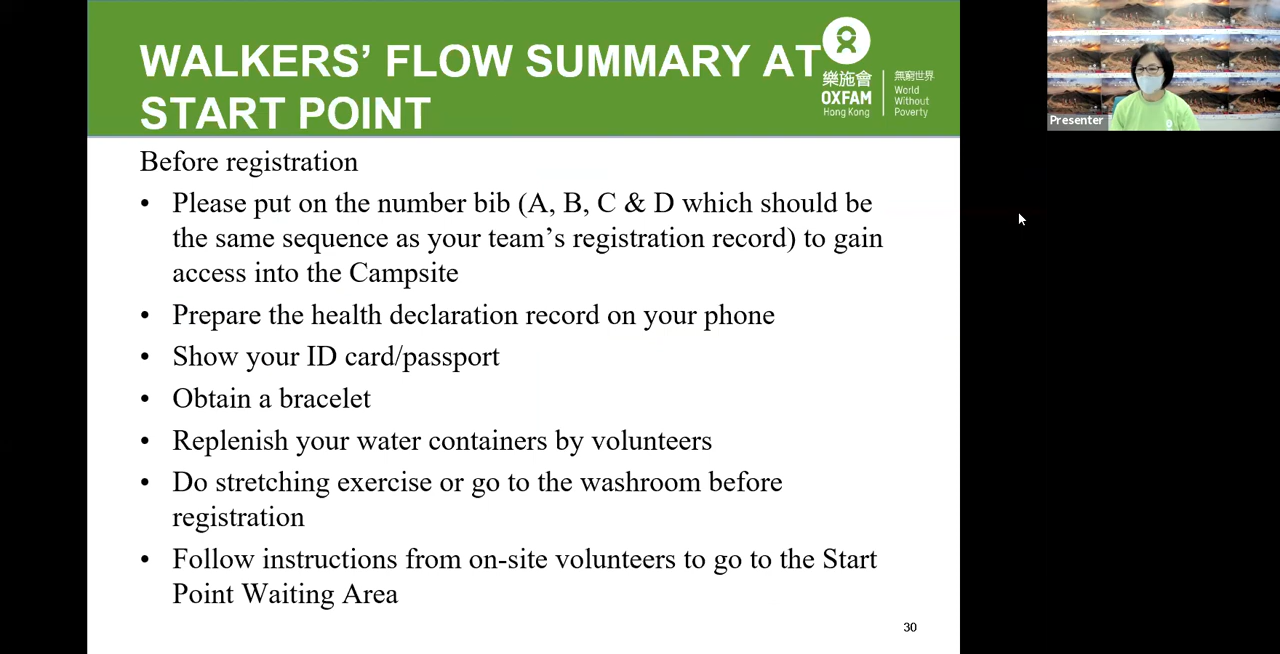 WALKERS’ FLOW SUMMARY AT
START POINT
樂施會
OXFAM
Hong Kong
無窮世界
World
Without
Poverty
Presenter
Before registration
• Please put on the number bib (A, B, C & D which should be
the same sequence as your team’s registration record) to gain
access into the Campsite
• Prepare the health declaration record on your phone
• Show your ID card/passport
• Obtain a bracelet
• Replenish your water containers by volunteers
• Do stretching exercise or go to the washroom before
registration
• Follow instructions from on-site volunteers to go to the Start
Point Waiting Area
30